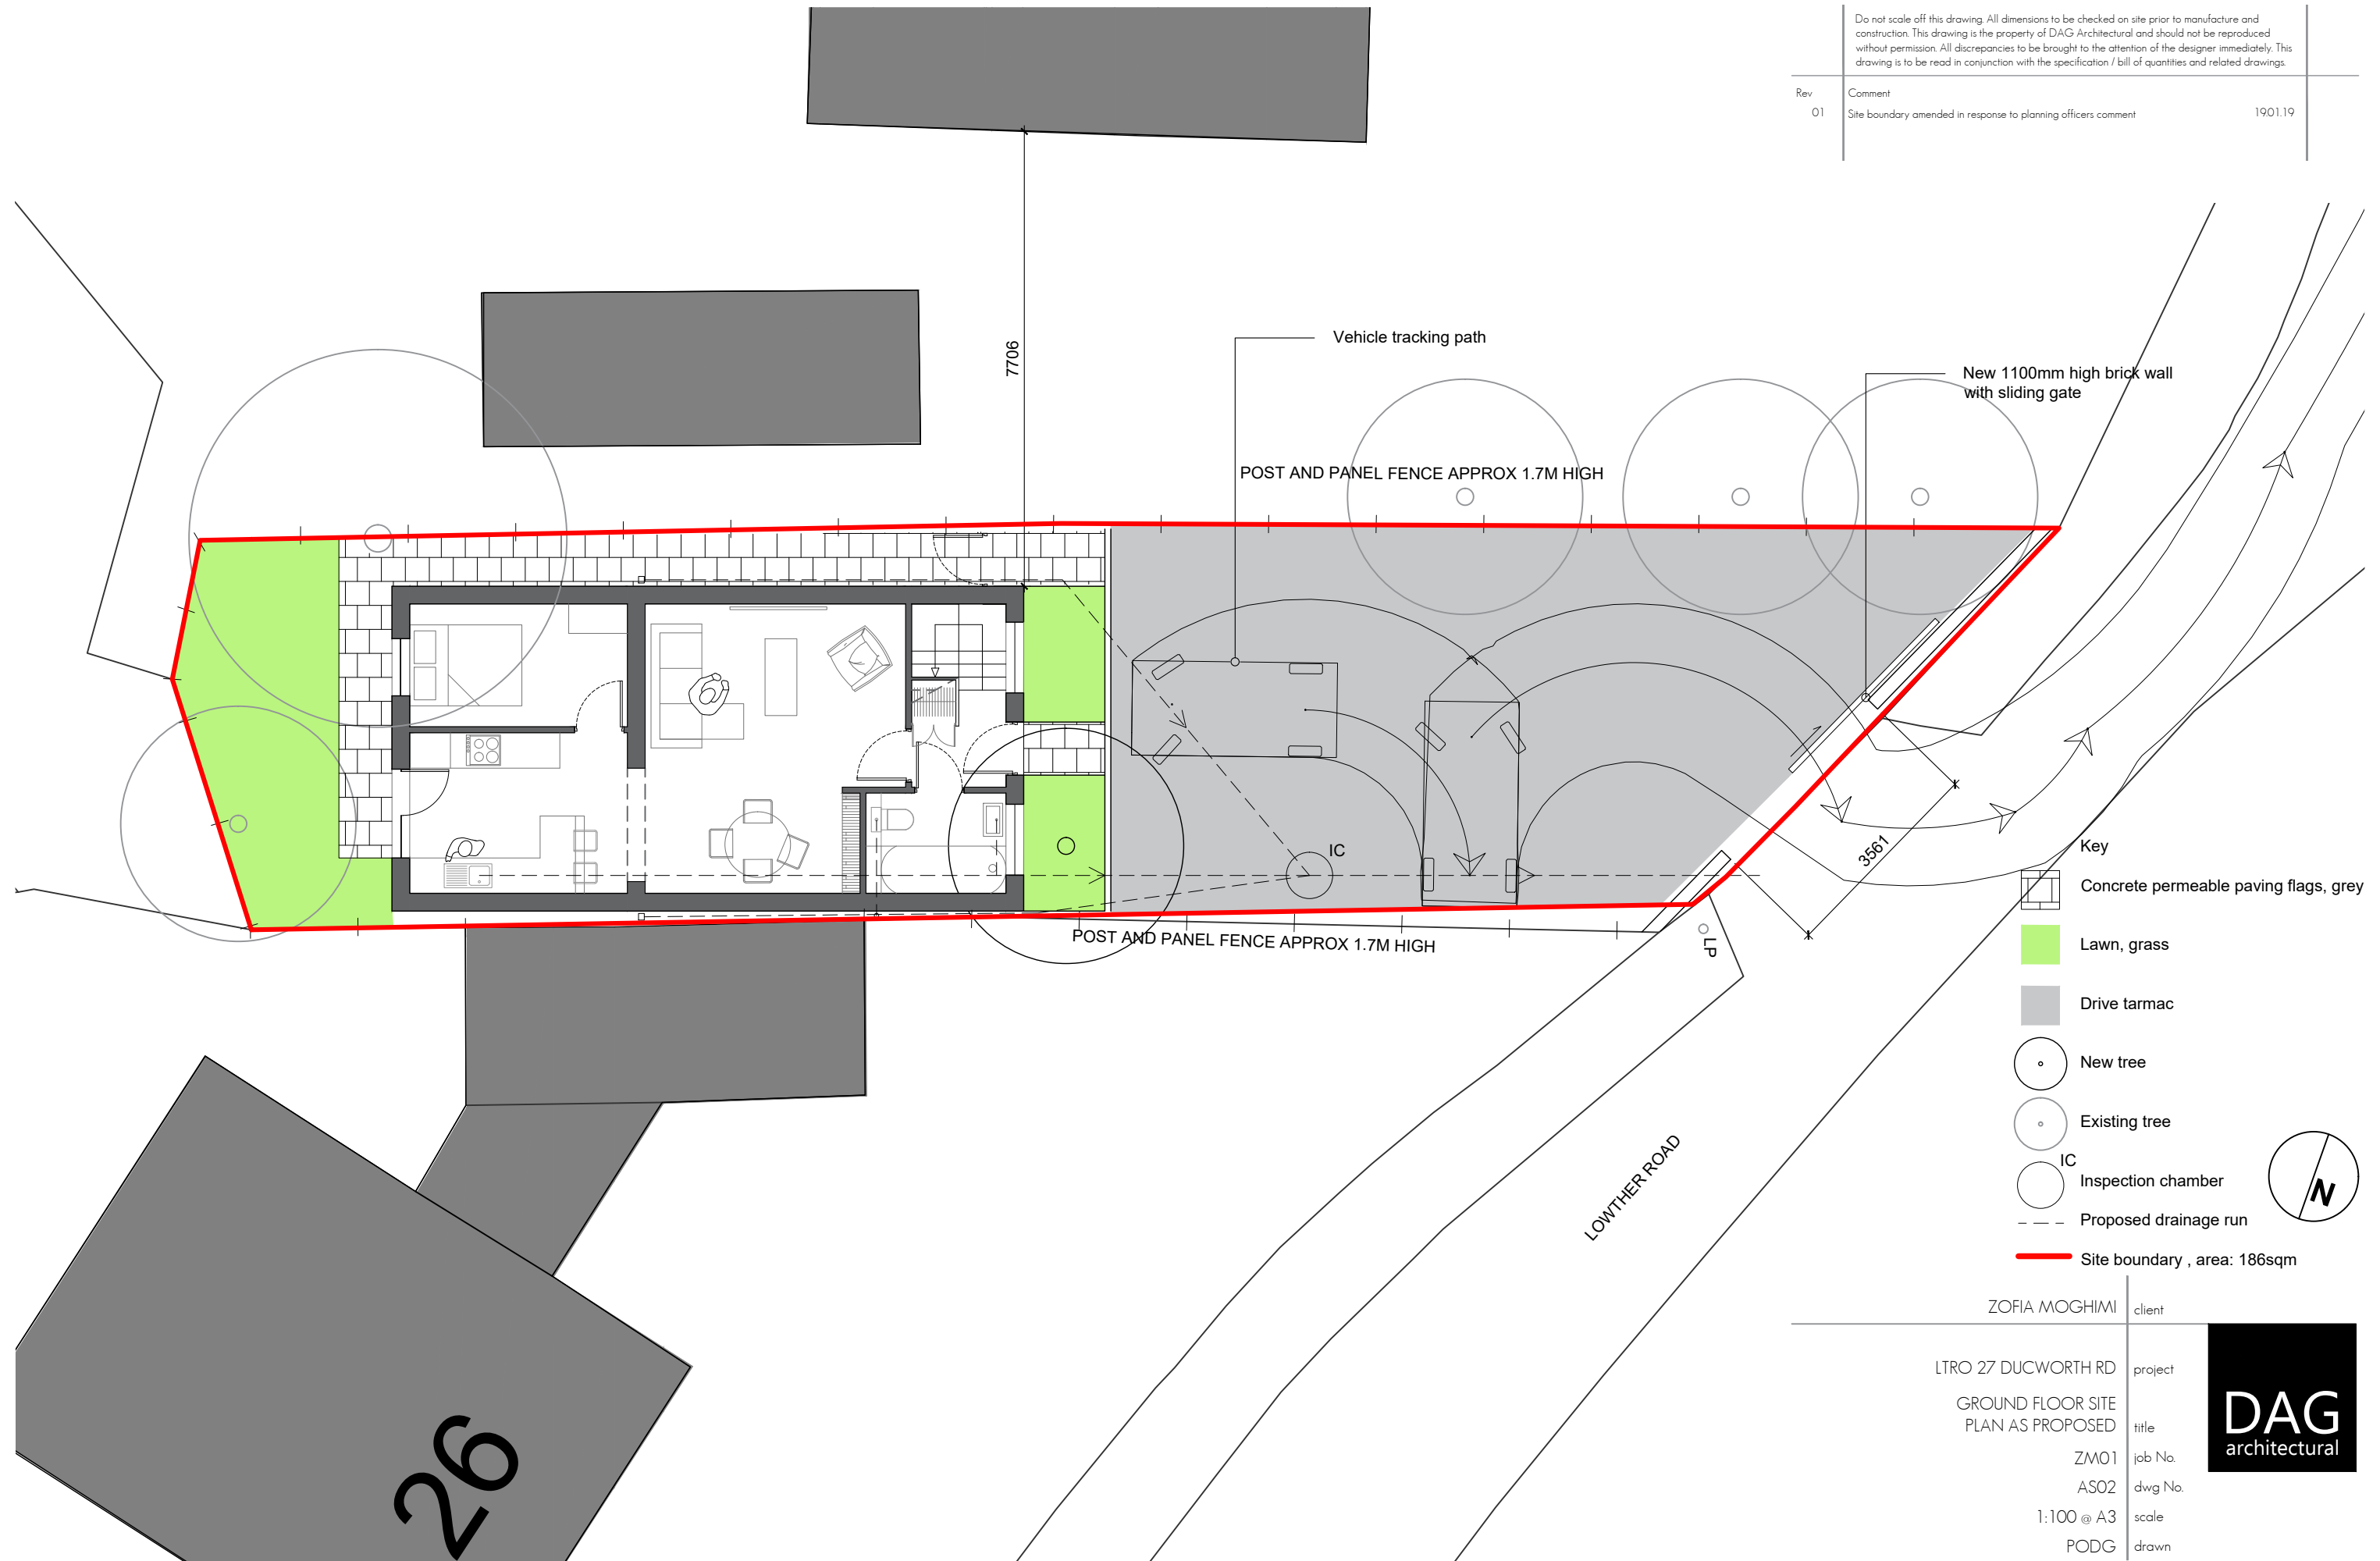 Do not scale off this drawing. All dimensions to be checked on site prior to manufacture and
construction. This drawing is the property of DAG Architectural and should not be reproduced
without permission. All discrepancies to be brought to the attention of the designer immediately. This
drawing is to be read in conjunction with the specification / bill of quantities and related drawings.
Rev Comment
01 Site boundary amended in response to planning officers comment 19.01.19
7706
Vehicle tracking path
New 1100mm high brick wall
with sliding gate
POST AND PANEL FENCE APPROX 1.7M HIGH
IC
3561
POST AND PANEL FENCE APPROX 1.7M HIGH
LP
LOWTHER ROAD
26
Key
Concrete permeable paving flags, grey
Lawn, grass
Drive tarmac
New tree
Existing tree
IC
Inspection chamber
Proposed drainage run
Site boundary , area: 186sqm
N
ZOFIA MOGHIMI client
LTRO 27 DUCWORTH RD project
GROUND FLOOR SITE
PLAN AS PROPOSED title
ZM01 job No.
AS02 dwg No.
1:100 @ A3 scale
PODG drawn
DAG
architectural